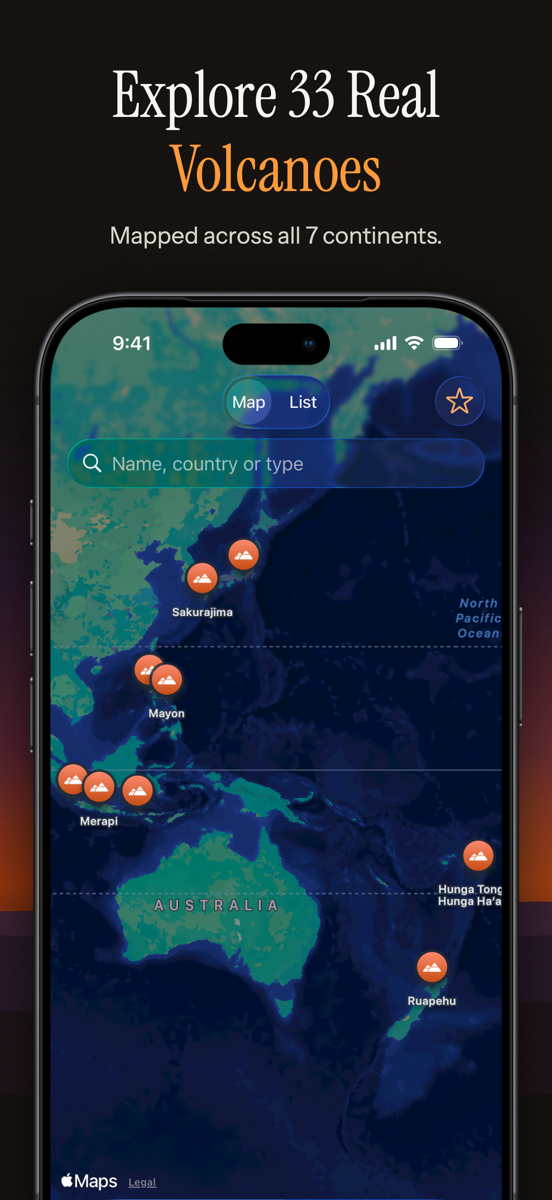 Explore 33 Real
Volcanoes
Mapped across all 7 continents.
9:41
Map List
Name, country or type
North
Pacific
Ocean
Sakurajima
Mayon
Merapi
Hunga Tong
Hunga Haʻa
AUSTRALIA
Ruapehu
Maps Legal